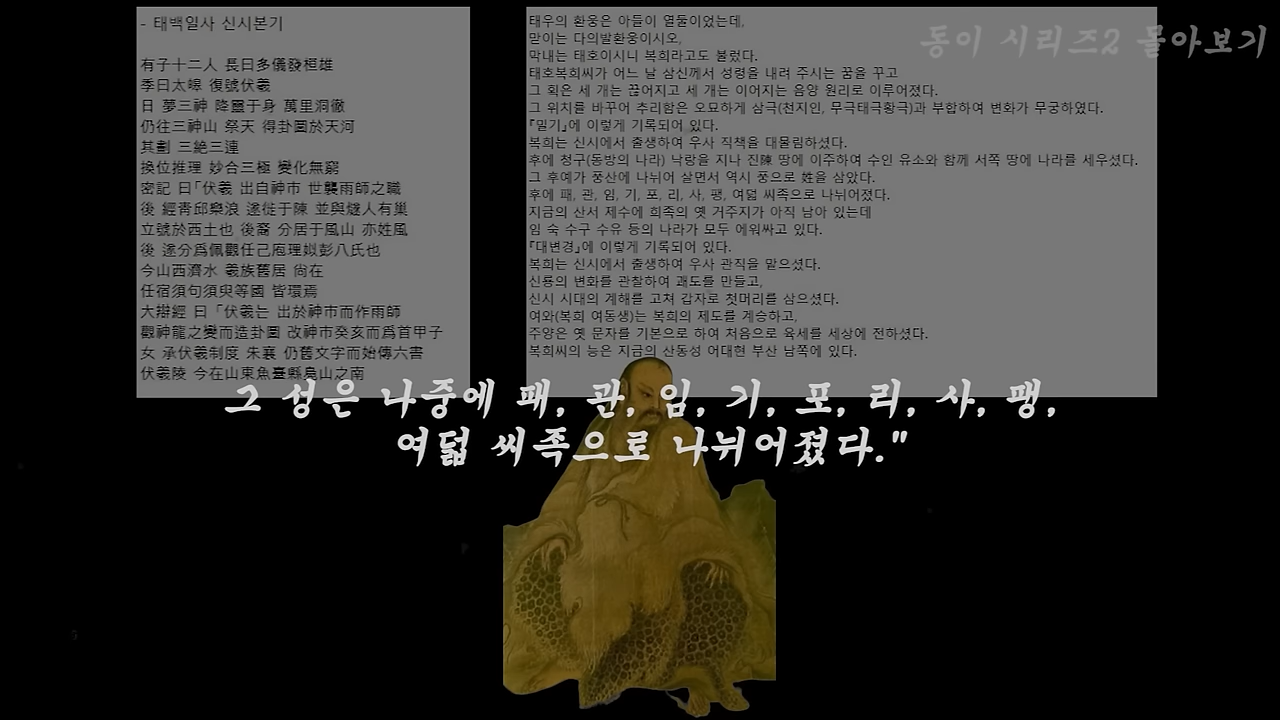 - 태백일사 신시본기
有子十二人 長曰多儀發桓雄
季曰太皞 復號伏羲
日 夢三神 降靈于身 萬里洞徹
仍往三神山 祭天 得卦圖於天河
其劃 三絶三連
換位推理 妙合三極 變化無窮
密記 曰「伏羲 出自神市 世襲雨師之職
後 經靑邱樂浪 遂徙于陳 並與燧人有巢
立號於西土也 後裔 分居于風山 亦姓風
後 遂分爲佩觀任己庖理姒彭八氏也
今山西濟水 羲族舊居 尙在
任宿須句須臾等國 皆環焉
大辯經 曰「伏羲는 出於神市而作雨師
觀神龍之變而造卦圖 改神市癸亥而爲首甲子
女 承伏羲制度 朱襄 仍舊文字而始傳六書
伏羲陵 今在山東魚臺縣鳧山之南
태우의 환웅은 아들이 열둘이었는데,
맏이는 다의발환웅이시오,
막내는 태호이시니 복희라고도 불렀다.
태호복희씨가 어느 날 삼신께서 성령을 내려 주시는 꿈을 꾸고
그 획은 세 개는 끊어지고 세 개는 이어지는 음양 원리로 이루어졌다.
그 위치를 바꾸어 추리함은 오묘하게 삼극(천지인, 무극태극황극)과 부합하여 변화가 무궁하였다.
『밀기』에 이렇게 기록되어 있다.
복희는 신시에서 출생하여 우사 직책을 대물림하셨다.
후에 청구(동방의 나라) 낙랑을 지나 진陳 땅에 이주하여 수인 유소와 함께 서쪽 땅에 나라를 세우셨다.
그 후예가 풍산에 나뉘어 살면서 역시 풍으로 姓을 삼았다.
후에 패, 관, 임, 기, 포, 리, 사, 팽, 여덟 씨족으로 나뉘어졌다.
지금의 산서 제수에 희족의 옛 거주지가 아직 남아 있는데
임 숙 수구 수유 등의 나라가 모두 에워싸고 있다.
『대변경』에 이렇게 기록되어 있다.
복희는 신시에서 출생하여 우사 관직을 맡으셨다.
신룡의 변화를 관찰하여 괘도를 만들고,
신시 시대의 계해를 고쳐 갑자로 첫머리를 삼으셨다.
여와(복희 여동생)는 복희의 제도를 계승하고,
주양은 옛 문자를 기본으로 하여 처음으로 육세를 세상에 전하셨다.
복희씨의 능은 지금의 산동성 어대현 부산 남쪽에 있다.
동이 시리즈2 몰아보기
그 성은 나중에 패, 관, 임, 기, 포, 리, 사, 팽,
여덟 씨족으로 나뉘어졌다."